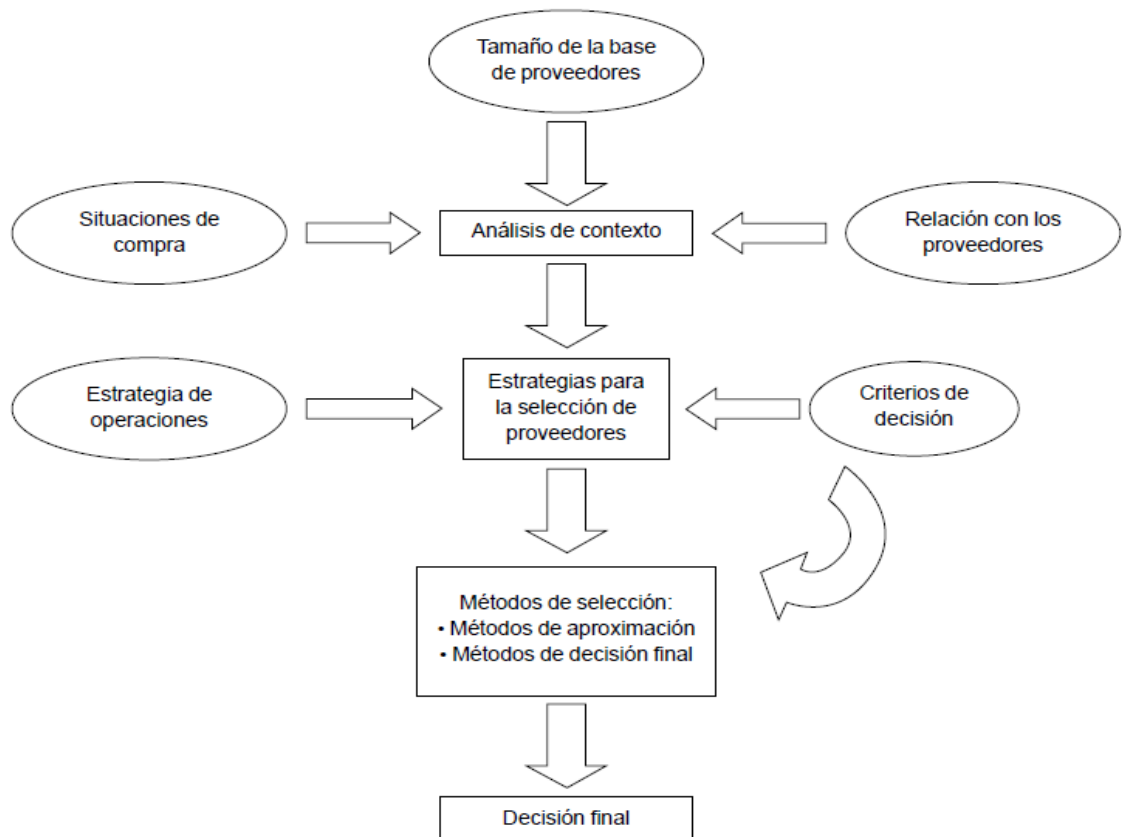 Tamaño de la base
de proveedores
Situaciones de
compra
Análisis de contexto
Relación con los
proveedores
Estrategia de
operaciones
Estrategias para
la selección de
proveedores
Criterios de
decisión
Métodos de selección:
• Métodos de aproximación
• Métodos de decisión final
Decisión final